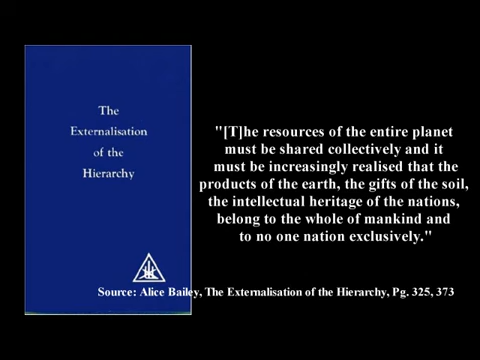 The
Externalisation
of the
Hierarchy
"[T]he resources of the entire planet
must be shared collectively and it
must be increasingly realised that the
products of the earth, the gifts of the soil,
the intellectual heritage of the nations,
belong to the whole of mankind and
to no one nation exclusively."
Source: Alice Bailey, The Externalisation of the Hierarchy, Pg. 325, 373